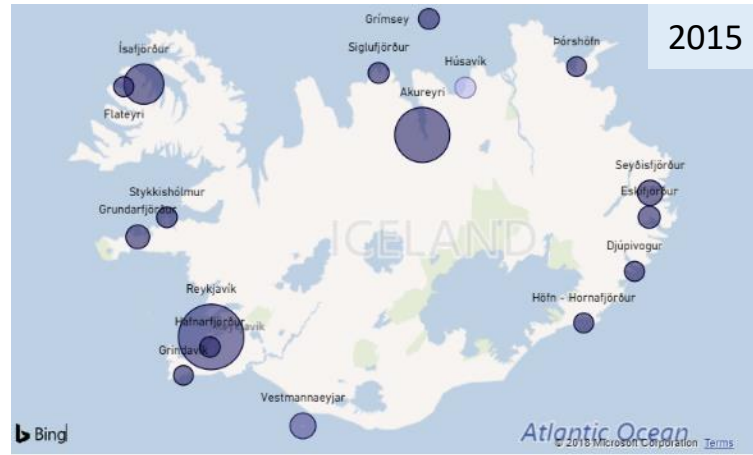 2015
Grímsey
Ísafjörður
Siglufjörður
Húsavík
Þórshöfn
Akureyri
Flateyri
Seyðisfjörður
Eskifjörður
Stykkishólmur
Grundarfjörður
ICELAND
Djúpivogur
Reykjavík
Höfn - Hornafjörður
Hafnarfjörður
Grindavík
Vestmannaeyjar
Bing
Atlantic Ocean
© 2018 Microsoft Corporation Terms